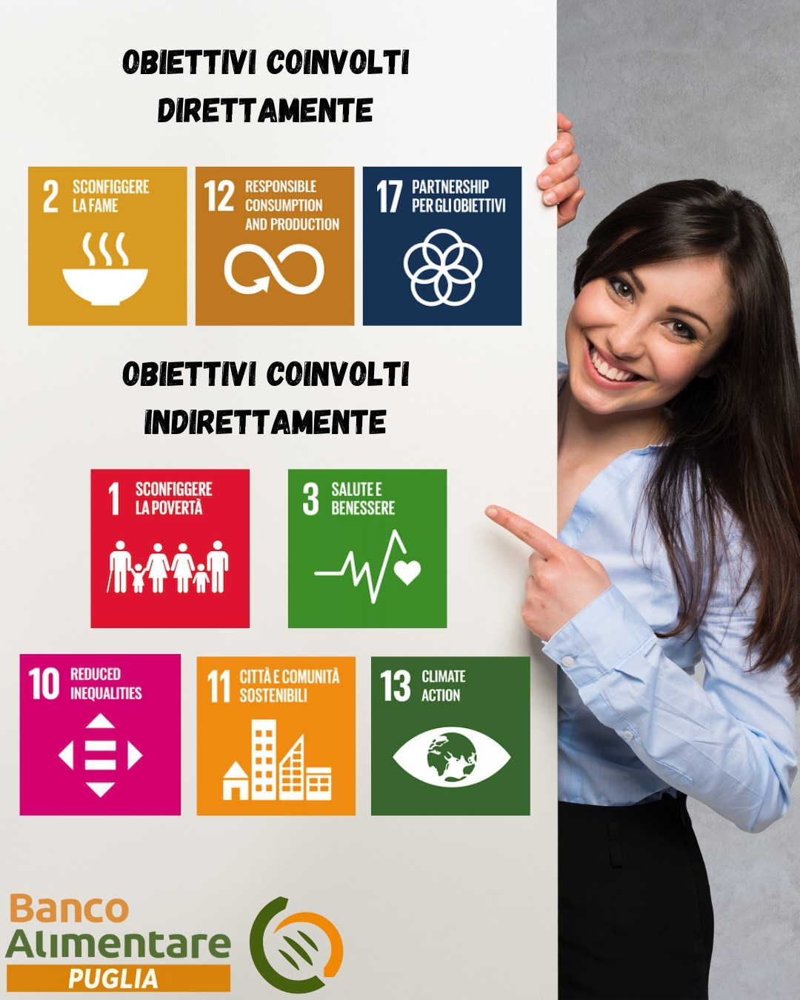 OBIETTIVI COINVOLTI
DIRETTAMENTE
2 SCONFIGGERE
LA FAME
12 RESPONSIBLE
CONSUMPTION
AND PRODUCTION
17 PARTNERSHIP
PER GLI OBIETTIVI
OBIETTIVI COINVOLTI
INDIRETTAMENTE
1 SCONFIGGERE
LA POVERTÀ
3 SALUTE E
BENESSERE
10 REDUCED
INEQUALITIES
11 CITTÀ E COMUNITÀ
SOSTENIBILI
13 CLIMATE
ACTION
Banco
Alimentare
PUGLIA